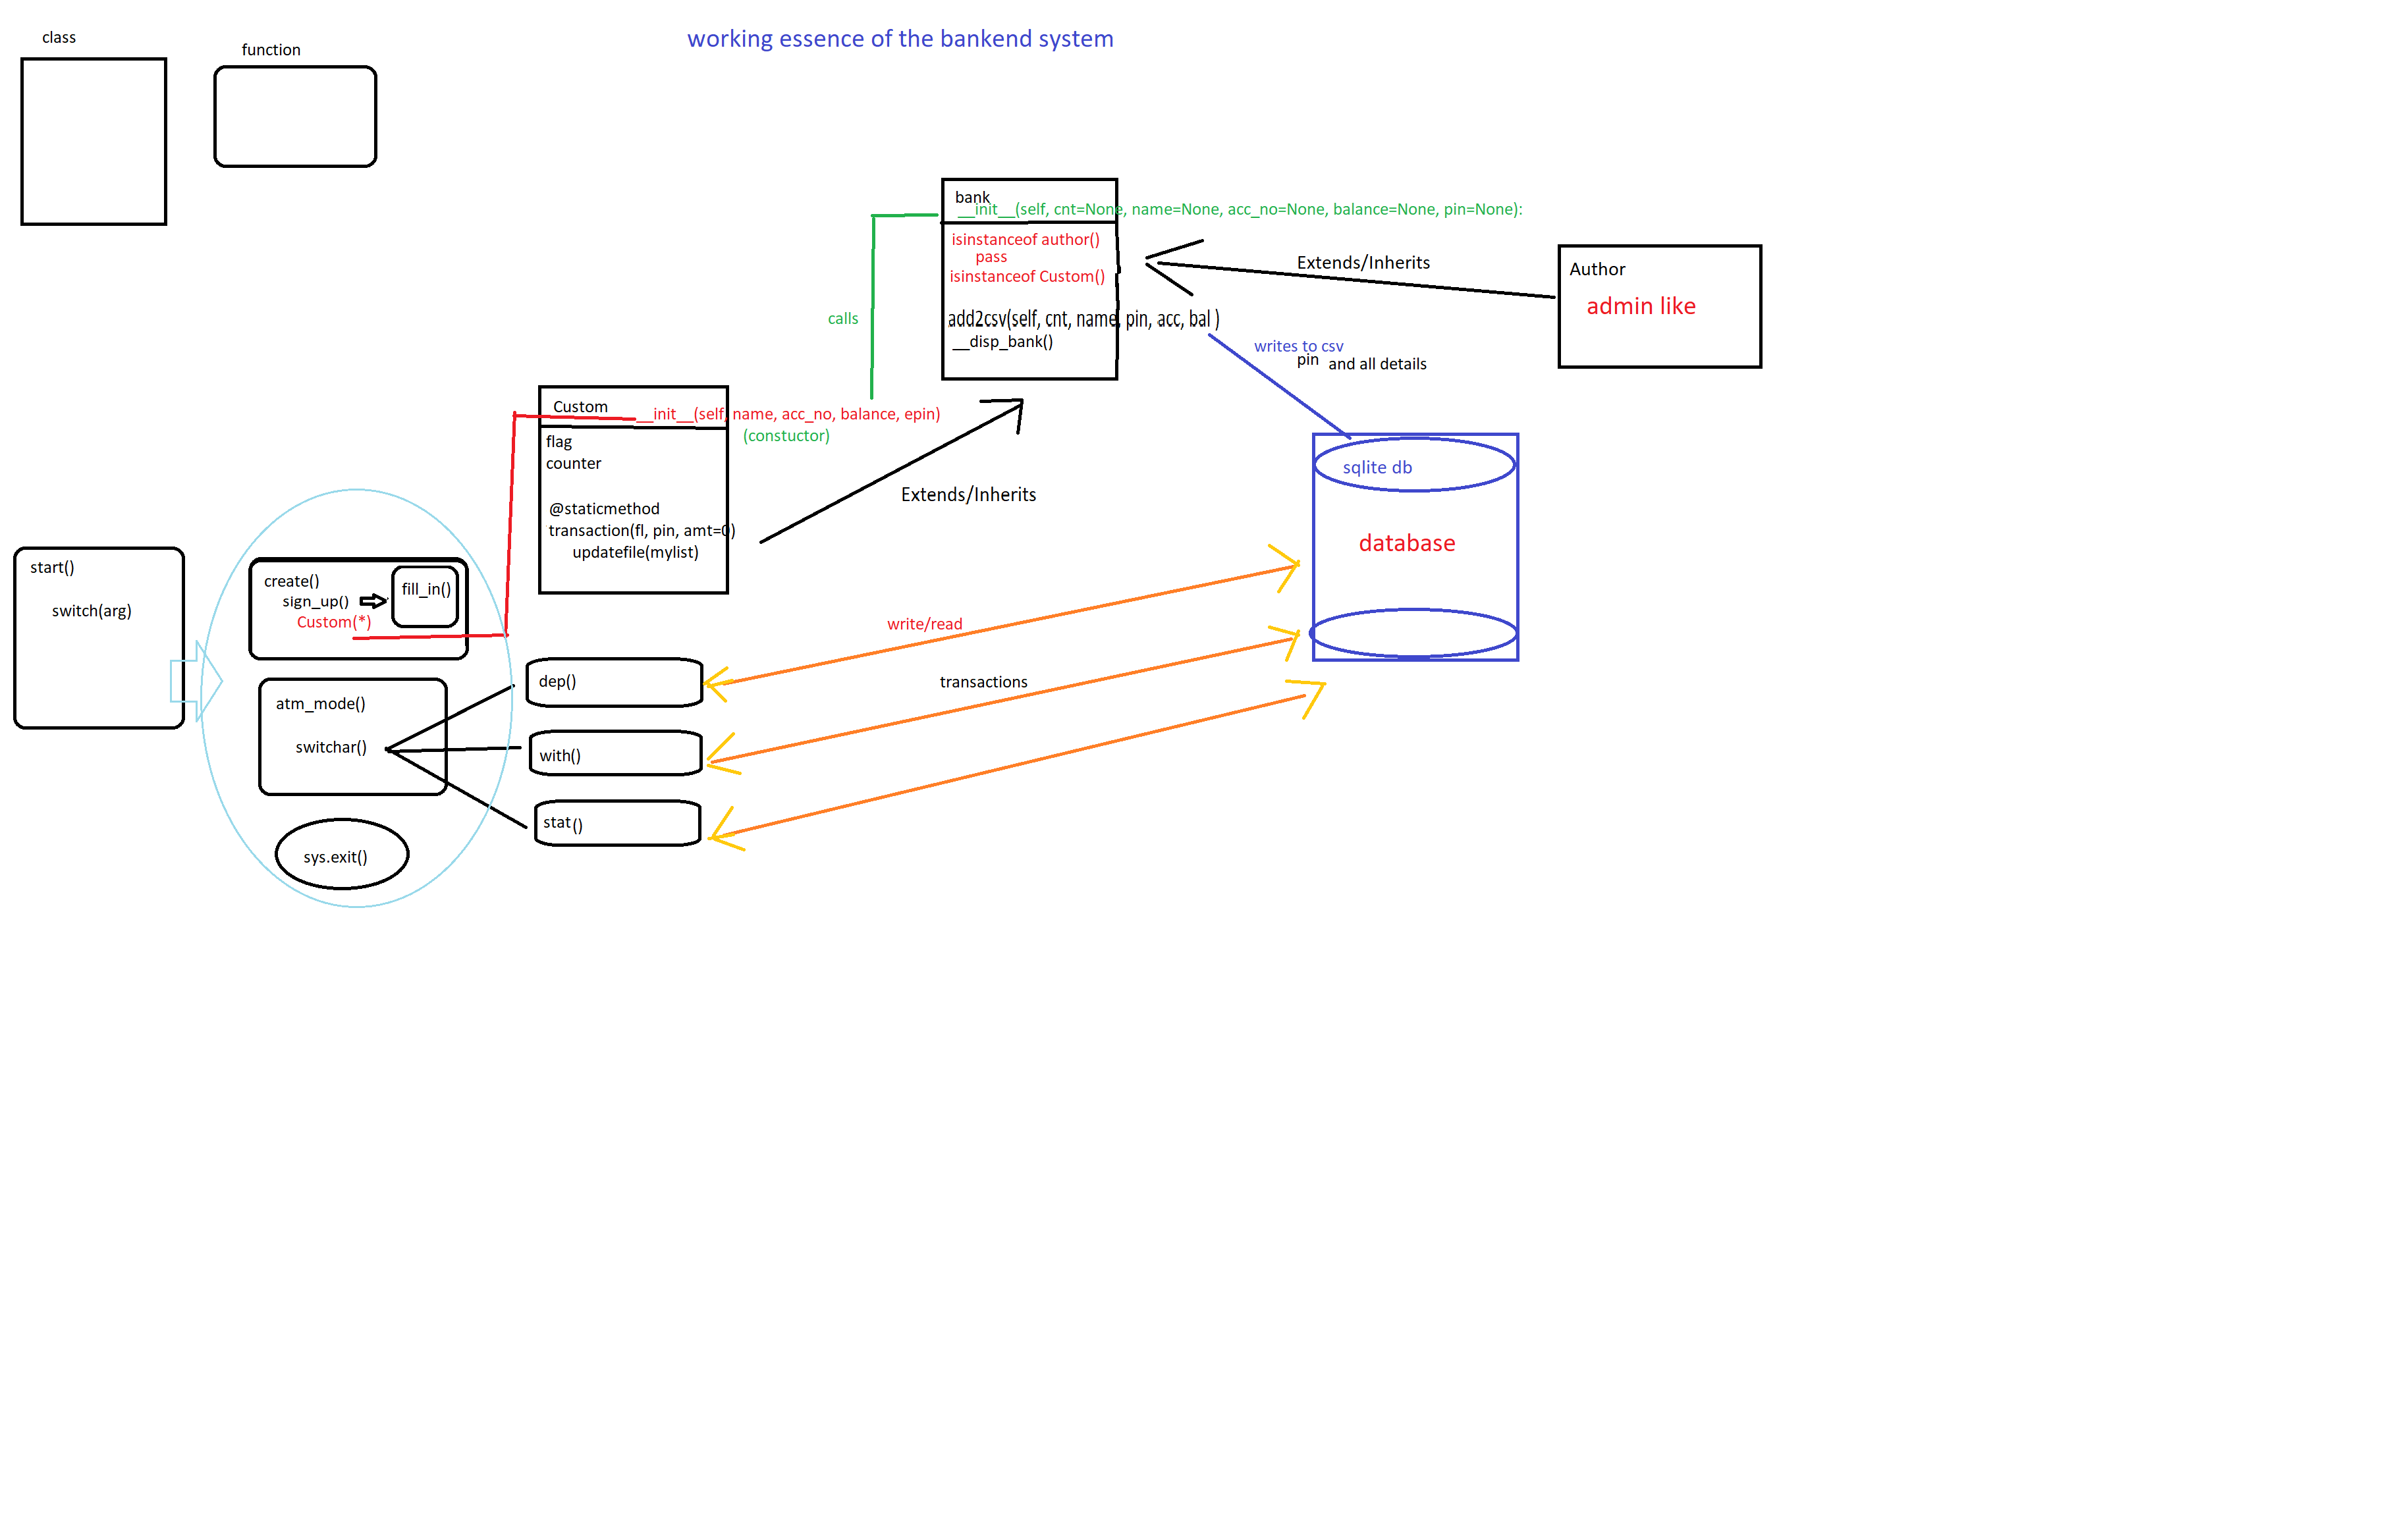 working essence of the bankend system
class
function
bank
__init__(self, cnt=None, name=None, acc_no=None, balance=None, pin=None):
isinstanceof author()
pass
isinstanceof Custom()
add2csv(self, cnt, name, pin, acc, bal )
__disp_bank()
Extends/Inherits
Author
admin like
calls
writes to csv
pin and all details
Custom
__init__(self, name, acc_no, balance, epin)
(constuctor)
flag
counter
@staticmethod
transaction(fl, pin, amt=0)
updatefile(mylist)
Extends/Inherits
sqlite db
database
start()
switch(arg)
create()
sign_up()
fill_in()
Custom(*)
atm_mode()
switchar()
sys.exit()
dep()
with()
stat()
write/read
transactions